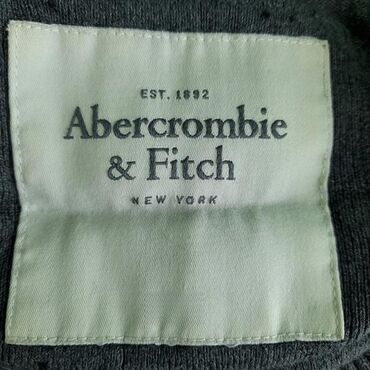 EST. 1892
Abercrombie
& Fitch
NEW YORK